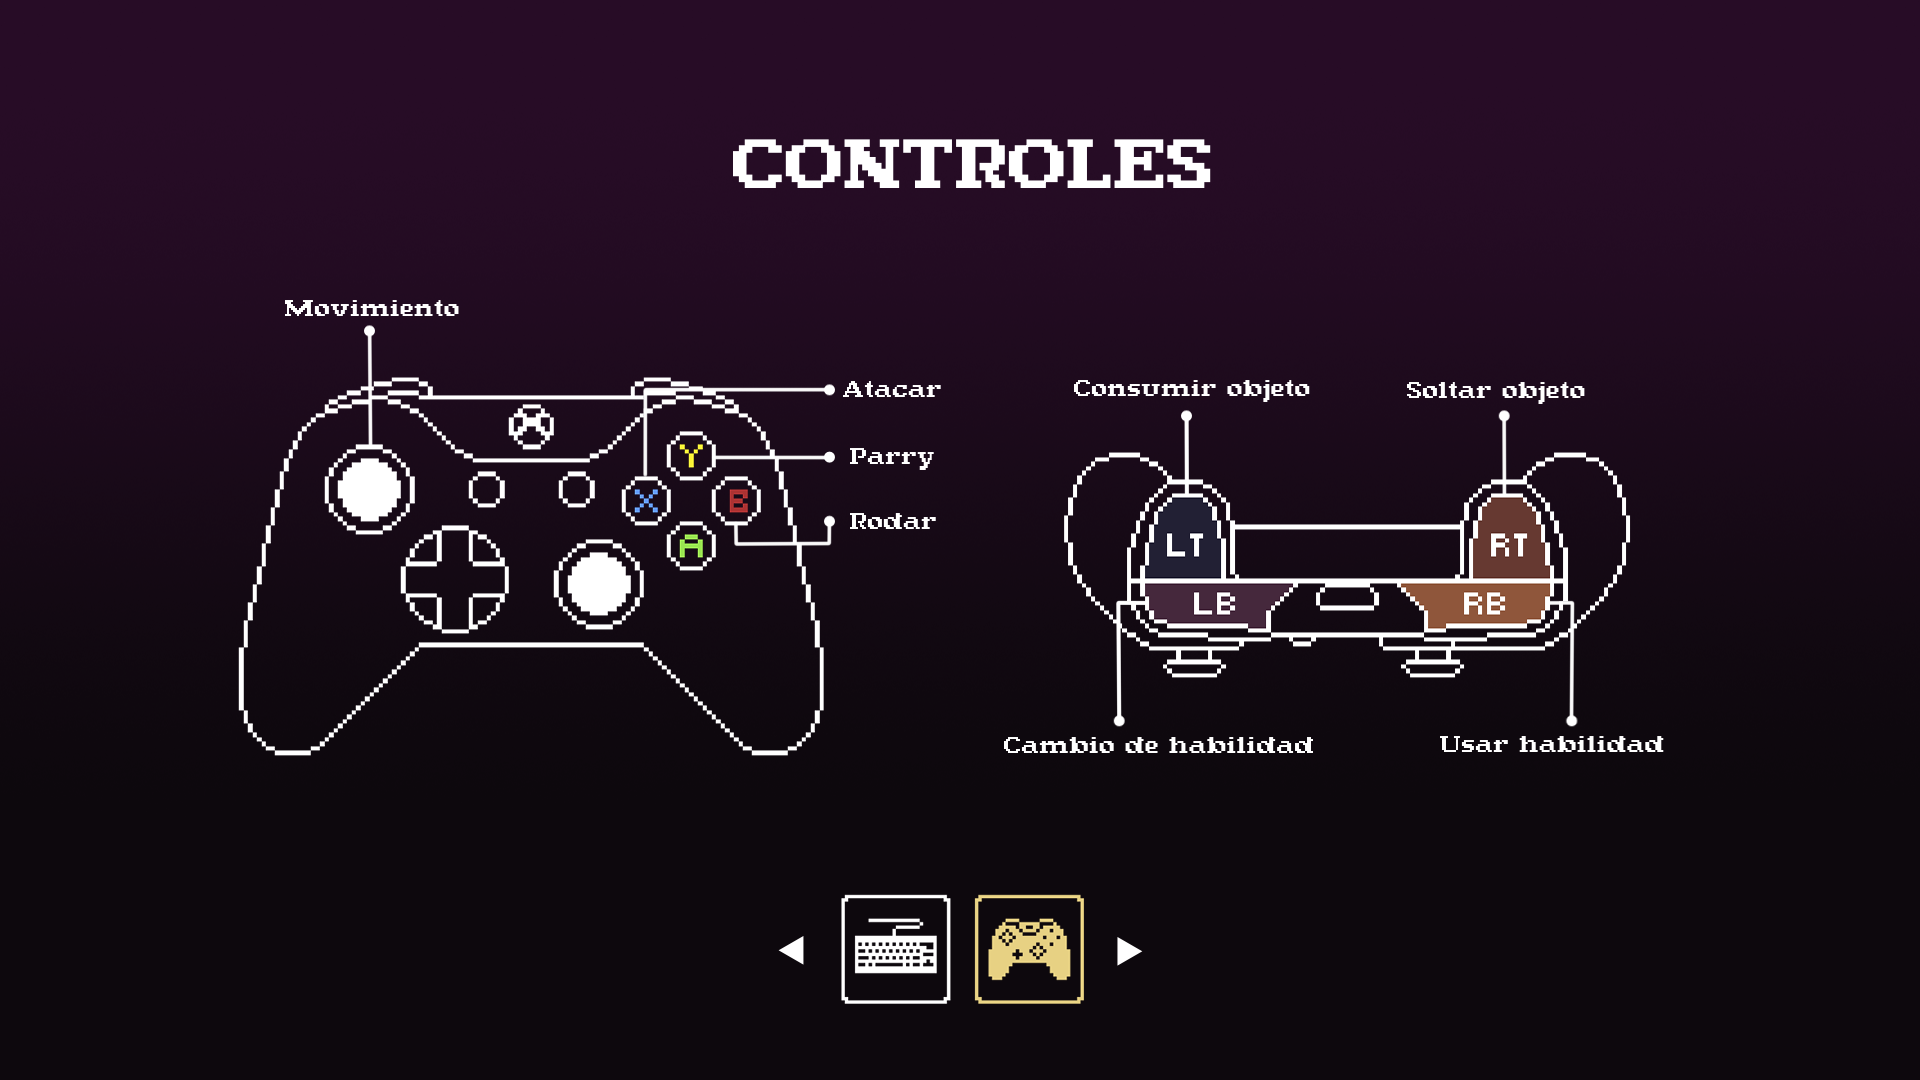 CONTROLES
Movimiento
Atacar
Parry
Rodar
Y
X
B
A
Consumir objeto
Soltar objeto
LT
RT
LB
RB
Cambio de habilidad
Usar habilidad